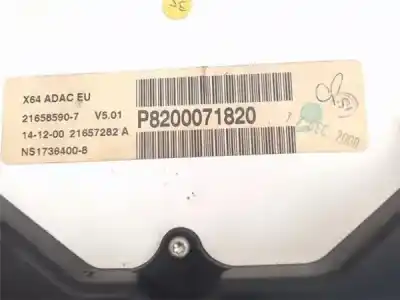 X64 ADAC EU
21658590-7 V5.01
14-12-00 21657282 A
NS1736400-8
P8200071820